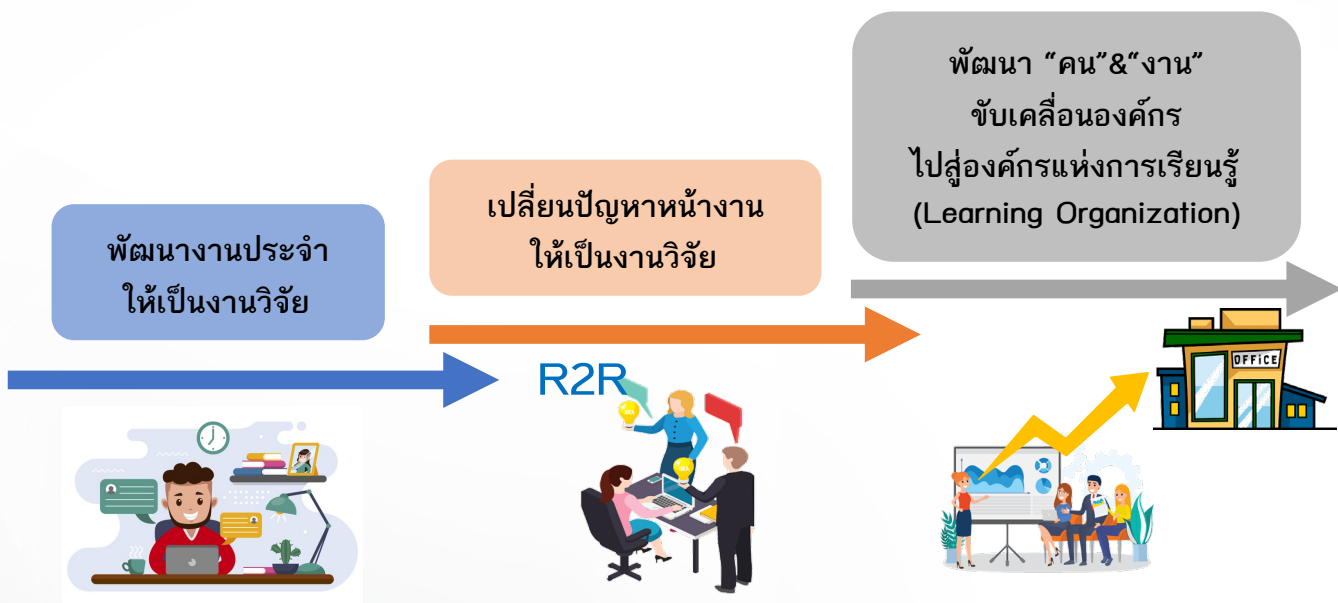 พัฒนางานประจำ
ให้เป็นงานวิจัย
เปลี่ยนปัญหาหน้างาน
ให้เป็นงานวิจัย
พัฒนา “คน”&“งาน”
ขับเคลื่อนองค์กร
ไปสู่องค์กรแห่งการเรียนรู้
(Learning Organization)
R2R
OFFICE